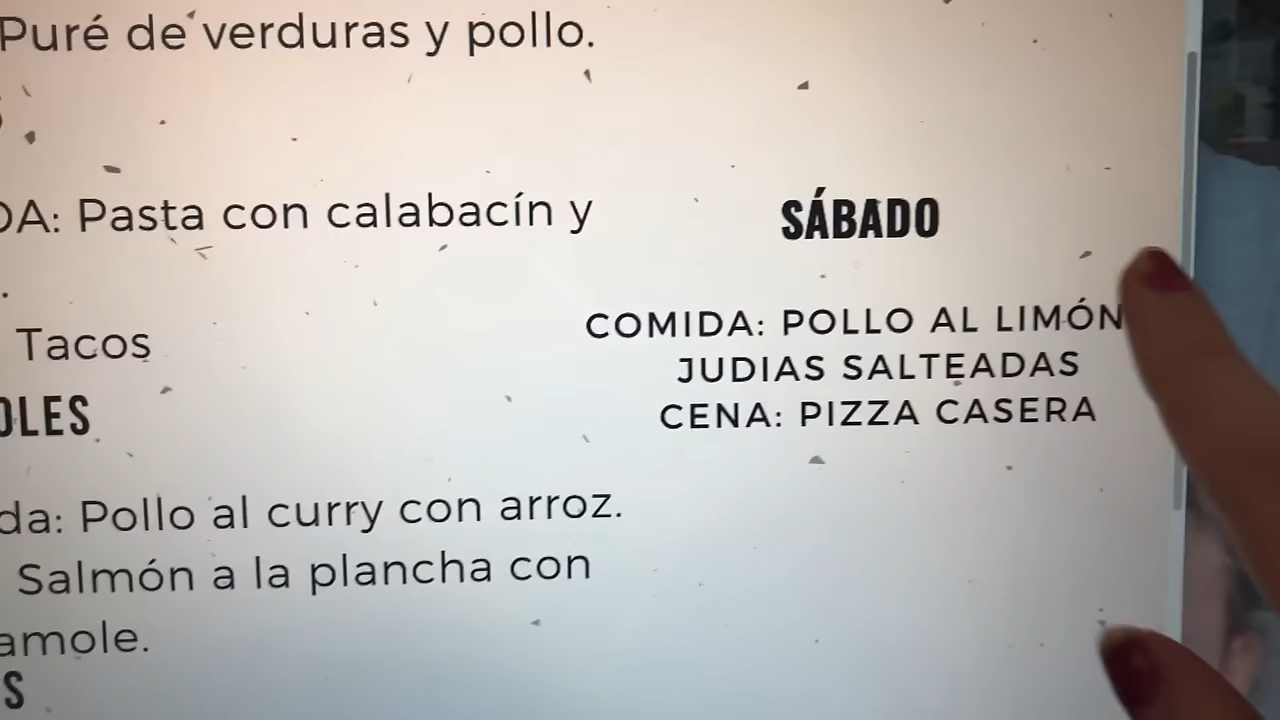 Puré de verduras y pollo.
DA: Pasta con calabacín y
Tacos
OLES
da: Pollo al curry con arroz.
Salmón a la plancha con
amole.
S
SÁBADO
COMIDA: POLLO AL LIMÓN
JUDIAS SALTEADAS
CENA: PIZZA CASERA